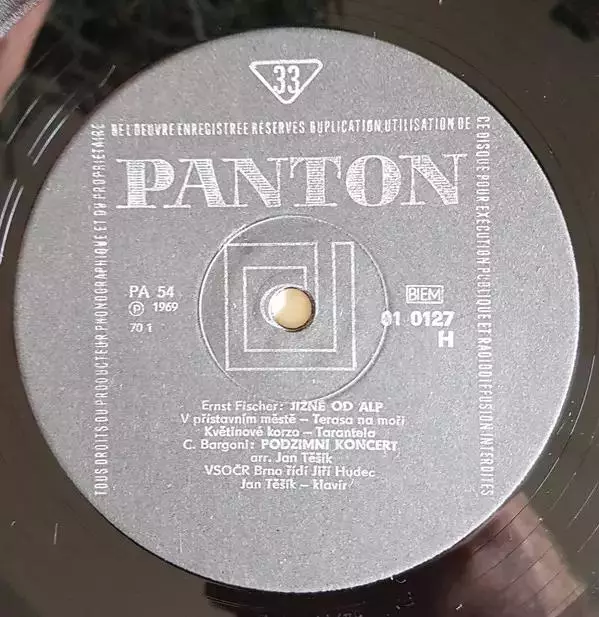 33
DE L'OEUVRE ENREGISTREE RÉSERVÉS DUPLICATION, UTILISATION DE
CE DISQUE POUR EXÉCUTION PUBLIQUE ET RADIODIFFUSION INTERDITES
TOUS DROITS DU PRODUCTEUR PHONOGRAPHIQUE ET DU PROPRIÉTAIRE
PANTON
PA 54
Ⓟ 1969
70 1
BIEM
01 0127
H
Ernst Fischer: JIŽNĚ OD ALP
V přístavním městě – Terasa na moři
Květinové korzo – Tarantela
C. Bargoni: PODZIMNÍ KONCERT
arr. Jan Těšík
VSOČR Brno řídí Jiří Hudec
Jan Těšík – klavír